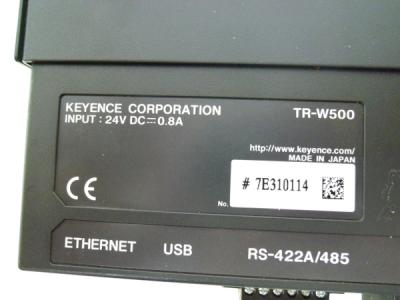 KEYENCE CORPORATION TR-W500
INPUT : 24V DC⎓0.8A
http://www.keyence.com/
MADE IN JAPAN
CE
No. # 7E310114
ETHERNET USB RS-422A/485